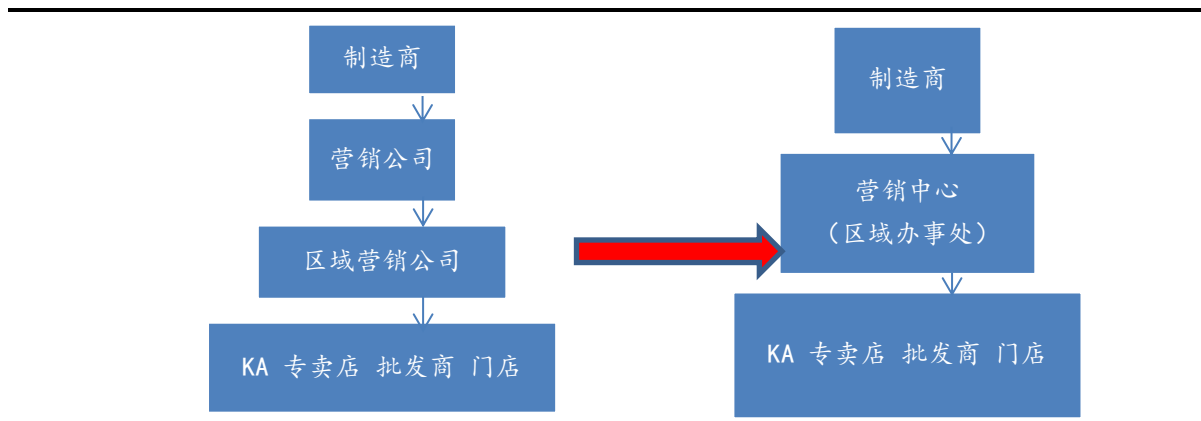 制造商
营销公司
区域营销公司
KA 专卖店 批发商 门店
制造商
营销中心
（区域办事处）
KA 专卖店 批发商 门店